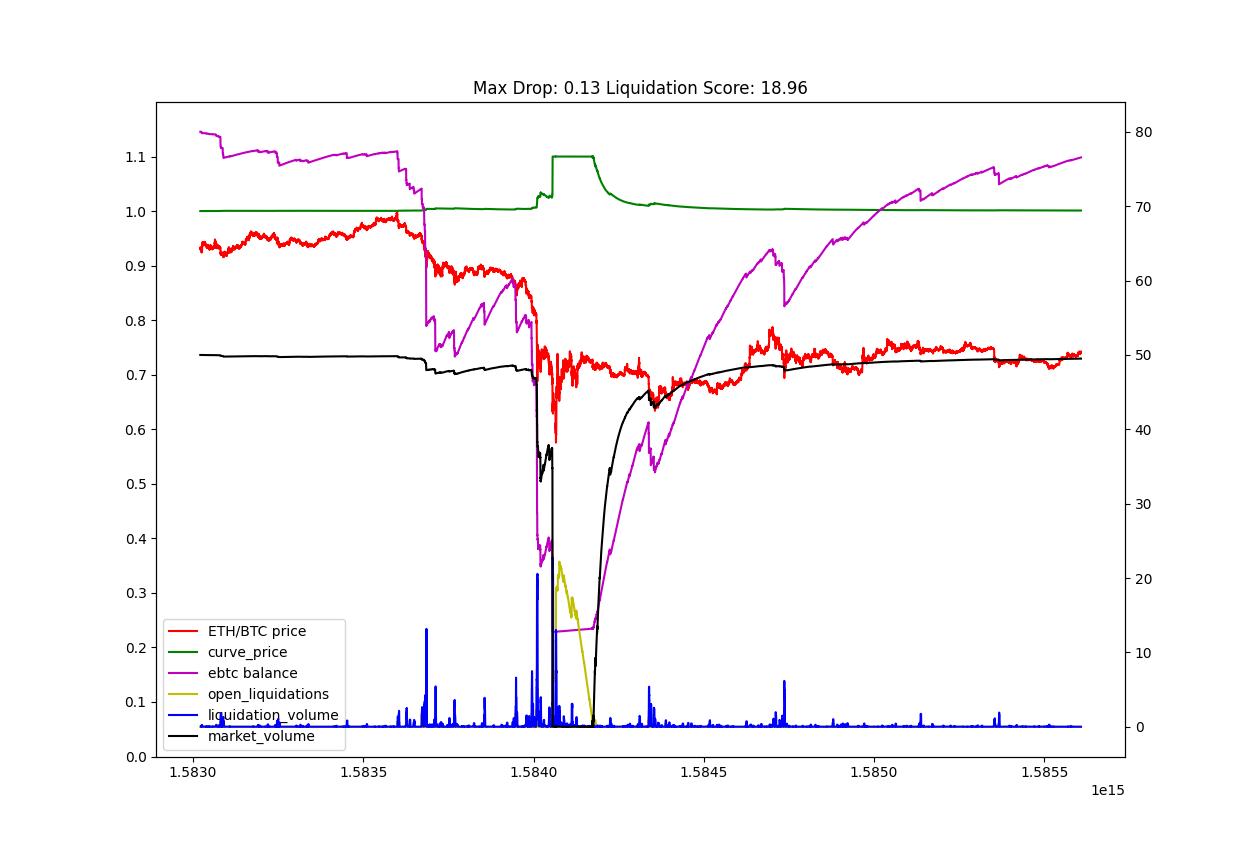 Max Drop: 0.13 Liquidation Score: 18.96
1.1
1.0
0.9
0.8
0.7
0.6
0.5
0.4
0.3
0.2
0.1
0.0
80
70
60
50
40
30
20
10
0
ETH/BTC price
curve_price
ebtc balance
open_liquidations
liquidation_volume
market_volume
1.5830 1.5835 1.5840 1.5845 1.5850 1.5855
1e15